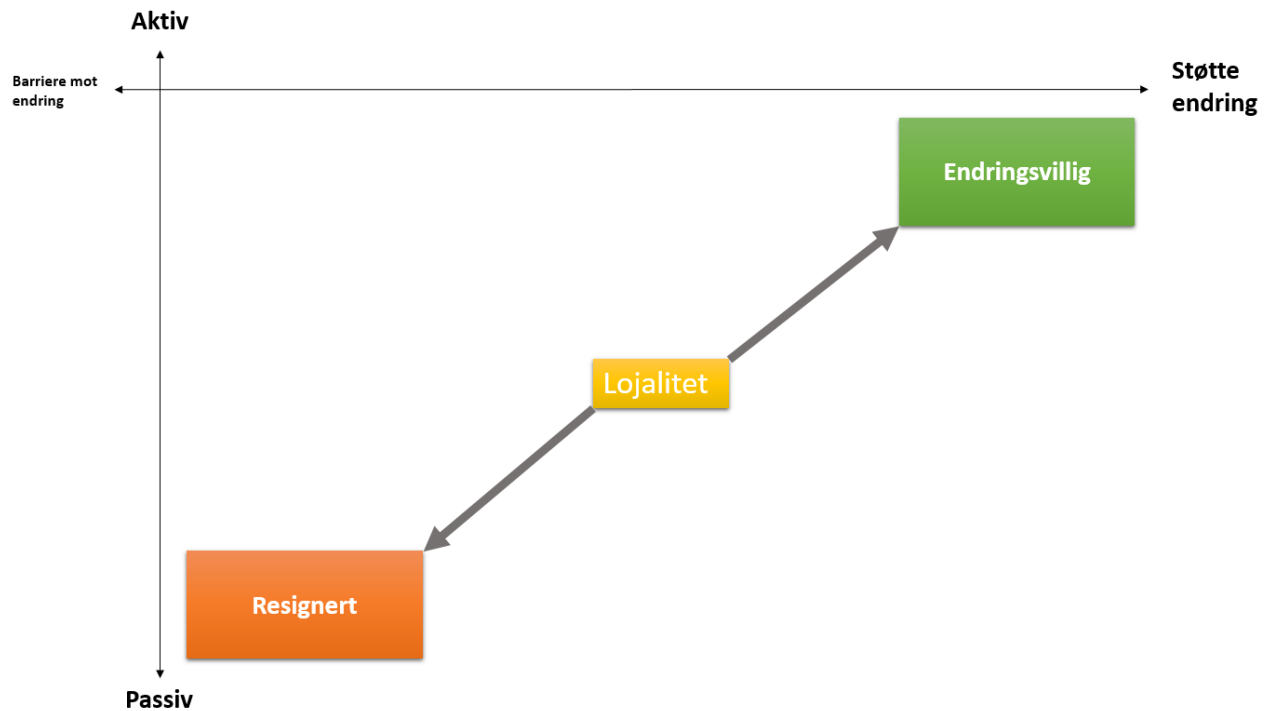 Aktiv
Barriere mot
endring
Støtte
endring
Endringsvillig
Lojalitet
Resignert
Passiv